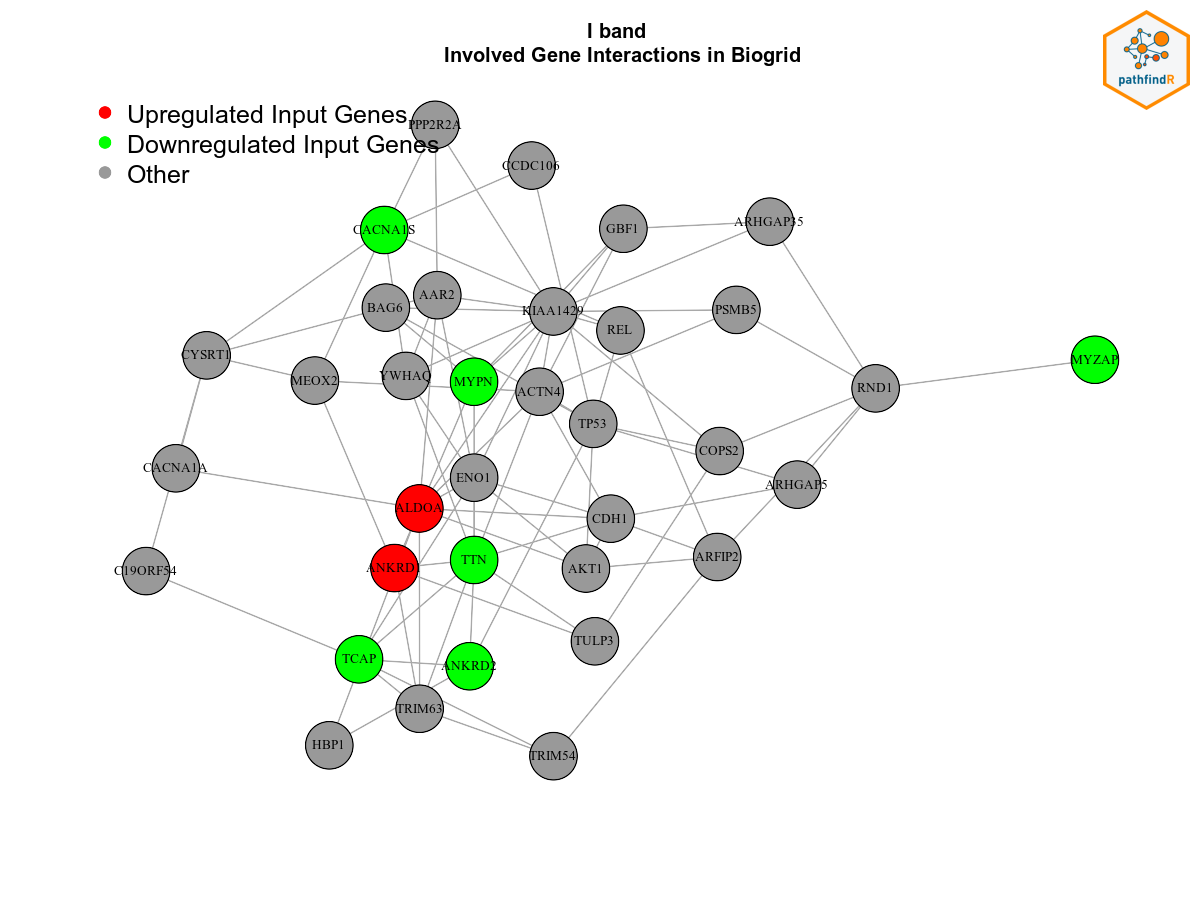 I band
Involved Gene Interactions in Biogrid
pathfindR
Upregulated Input Genes
Downregulated Input Genes
Other
PPP2R2A
CCDC106
CACNA1S
GBF1
ARHGAP35
AAR2
BAG6
KIAA1429
PSMB5
REL
CYSRT1
MEOX2
YWHAQ
MYPN
ACTN4
MYZAP
RND1
TP53
COPS2
CACNA1A
ENO1
ARHGAP5
ALDOA
CDH1
C19ORF54
ANKRD1
TTN
AKT1
ARFIP2
TULP3
TCAP
ANKRD2
TRIM63
HBP1
TRIM54